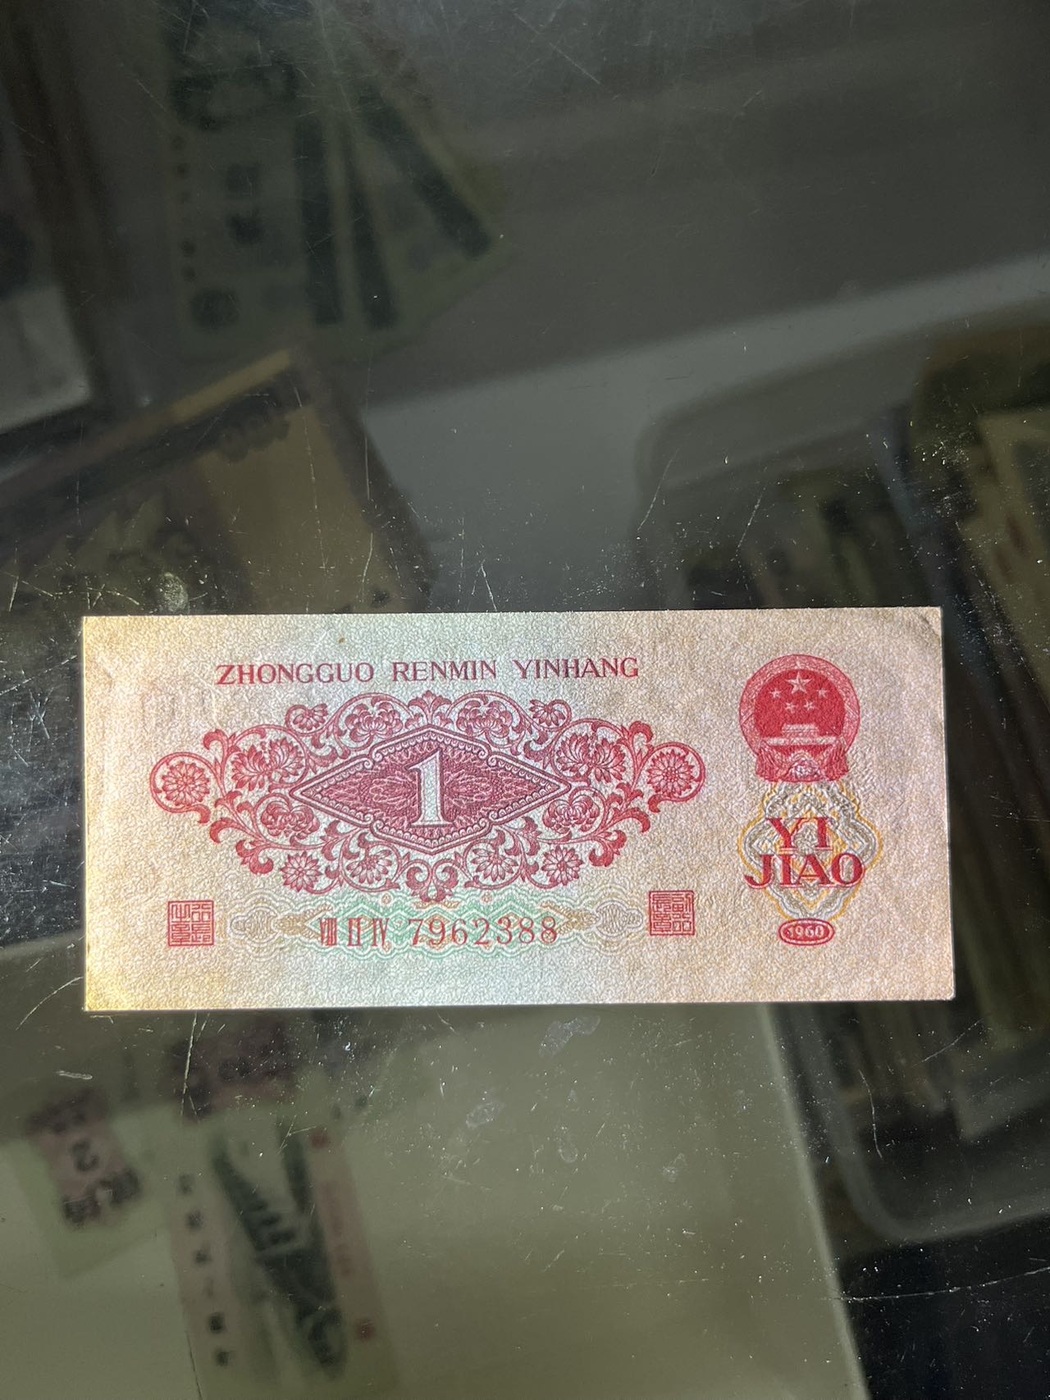 ZHONGGUO RENMIN YINHANG
1
YI
JIAO
VIII II IV 7962388
1960